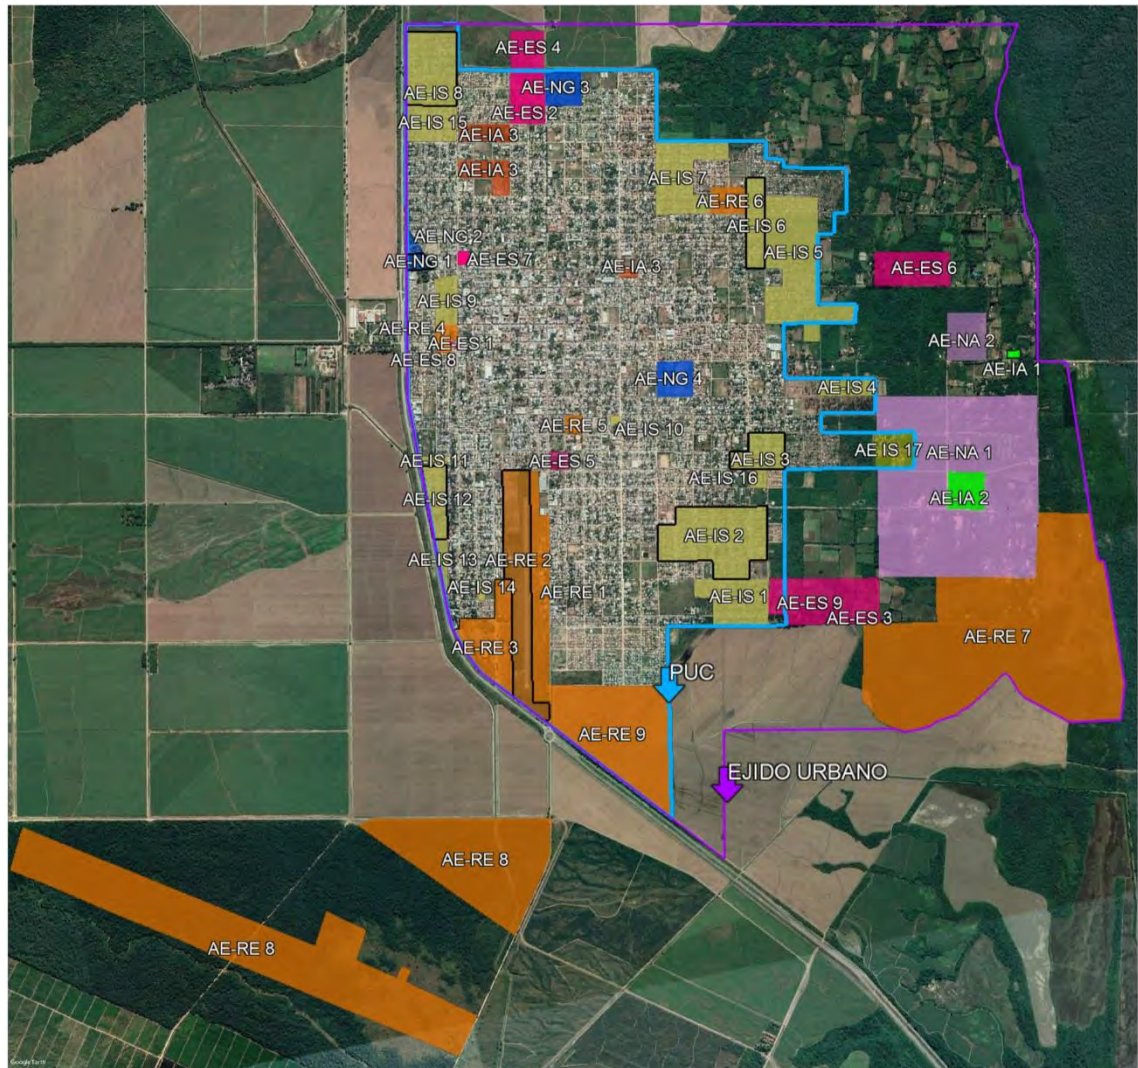 AE-ES 4
AE-IS 8
AE-NG 3
AE-ES 2
AE-IS 15
AE-IA 3
AE-IA 3
AE-IS 7
AE-RE 6
AE-IS 6
AE-NG 2
AE-IS 5
AE-NG 1
AE-ES 7
AE-IA 3
AE-ES 6
AE-IS 9
AE-RE 4
AE-NA 2
AE-ES 1
AE-ES 8
AE-IA 1
AE-NG 4
AE-IS 4
AE-RE 5
AE-IS 10
AE-IS 17
AE-NA 1
AE-IS 11
AE-ES 5
AE-IS 3
AE-IS 16
AE-IS 12
AE-IA 2
AE-IS 2
AE-IS 13
AE-RE 2
AE-IS 14
AE-RE 1
AE-IS 1
AE-ES 9
AE-ES 3
AE-RE 3
AE-RE 7
PUC
AE-RE 9
EJIDO URBANO
AE-RE 8
AE-RE 8
Google Earth